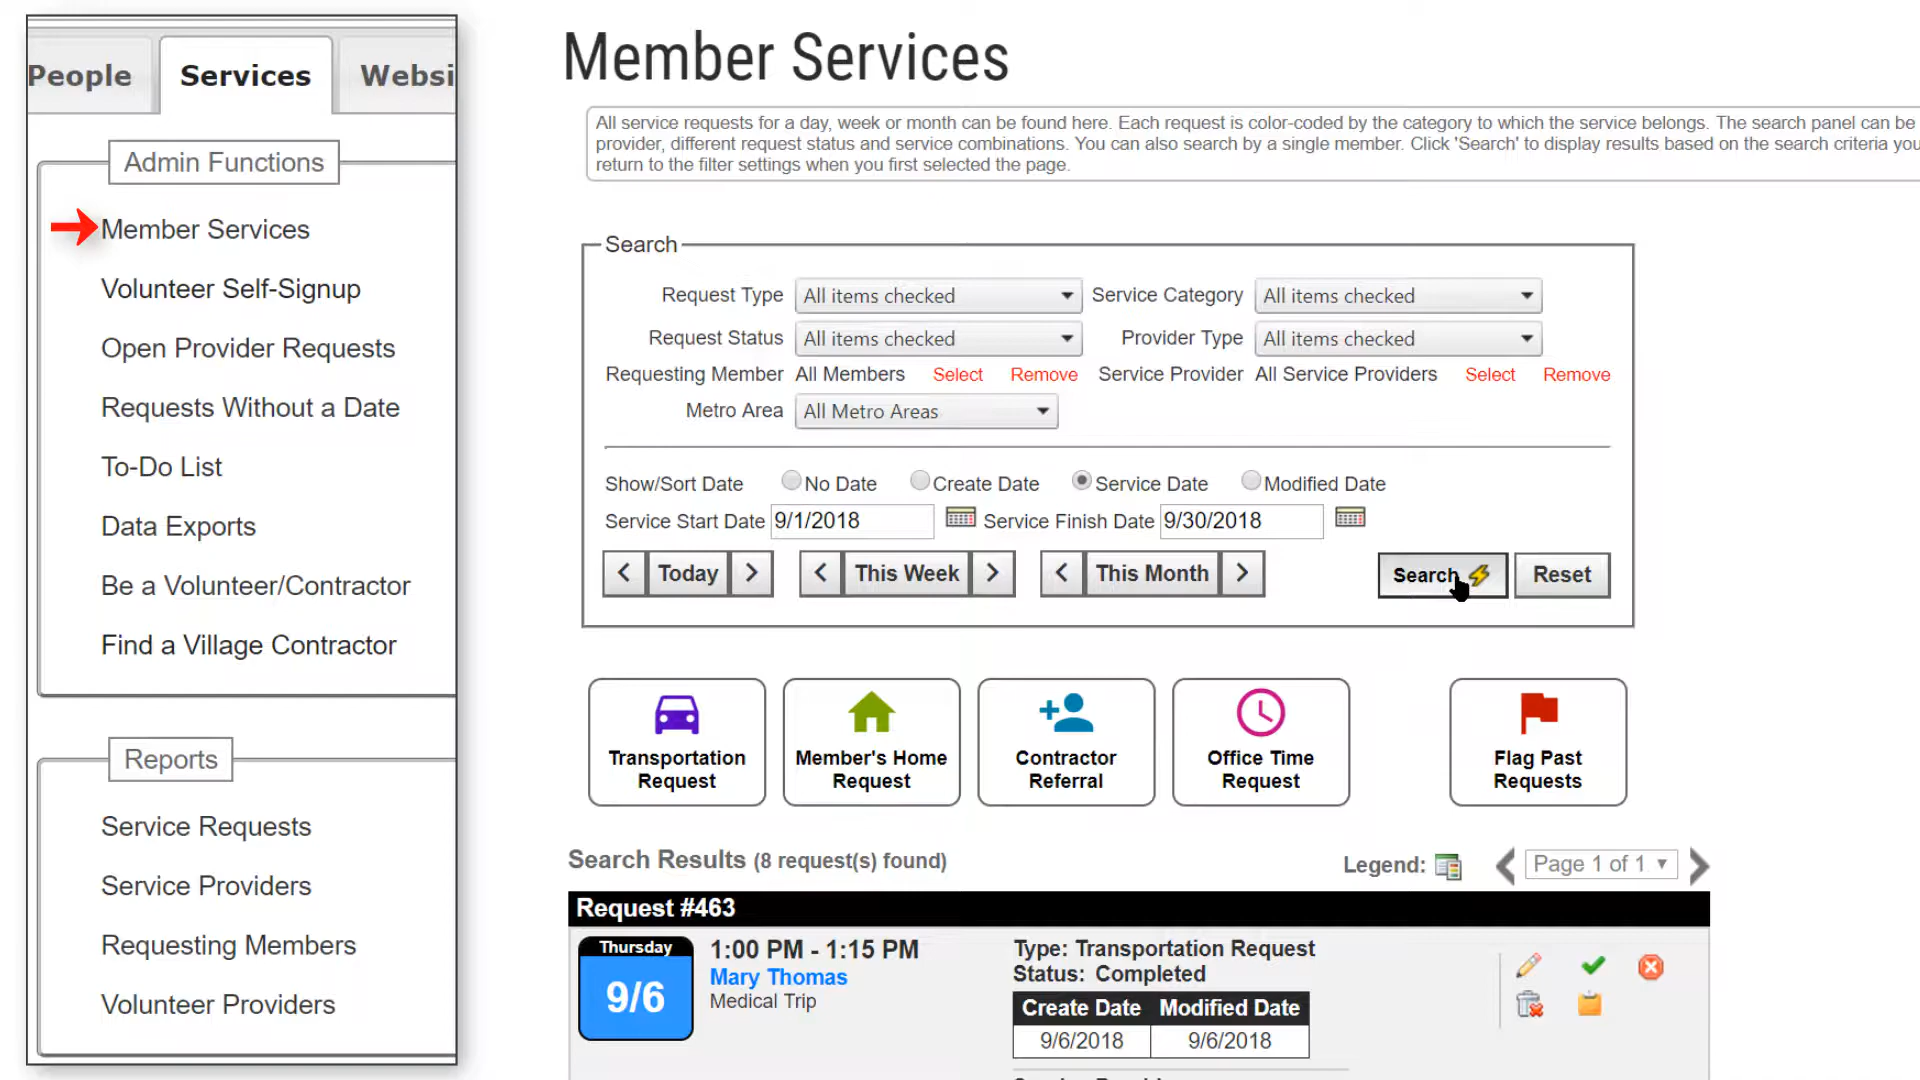 People
Services
Websi
Admin Functions
Member Services
Volunteer Self-Signup
Open Provider Requests
Requests Without a Date
To-Do List
Data Exports
Be a Volunteer/Contractor
Find a Village Contractor
Reports
Service Requests
Service Providers
Requesting Members
Volunteer Providers
Member Services
All service requests for a day, week or month can be found here. Each request is color-coded by the category to which the service belongs. The search panel can be
provider, different request status and service combinations. You can also search by a single member. Click 'Search' to display results based on the search criteria you
return to the filter settings when you first selected the page.
Search
Request Type All items checked Service Category All items checked
Request Status All items checked Provider Type All items checked
Requesting Member All Members Select Remove Service Provider All Service Providers Select Remove
Metro Area All Metro Areas
Show/Sort Date No Date Create Date Service Date Modified Date
Service Start Date 9/1/2018 Service Finish Date 9/30/2018
< Today > < This Week > < This Month > Search Reset
Transportation
Request
Member's Home
Request
Contractor
Referral
Office Time
Request
Flag Past
Requests
Search Results (8 request(s) found) Legend: Page 1 of 1
Request #463
Thursday
9/6
1:00 PM - 1:15 PM
Mary Thomas
Medical Trip
Type: Transportation Request
Status: Completed
Create Date Modified Date
9/6/2018 9/6/2018